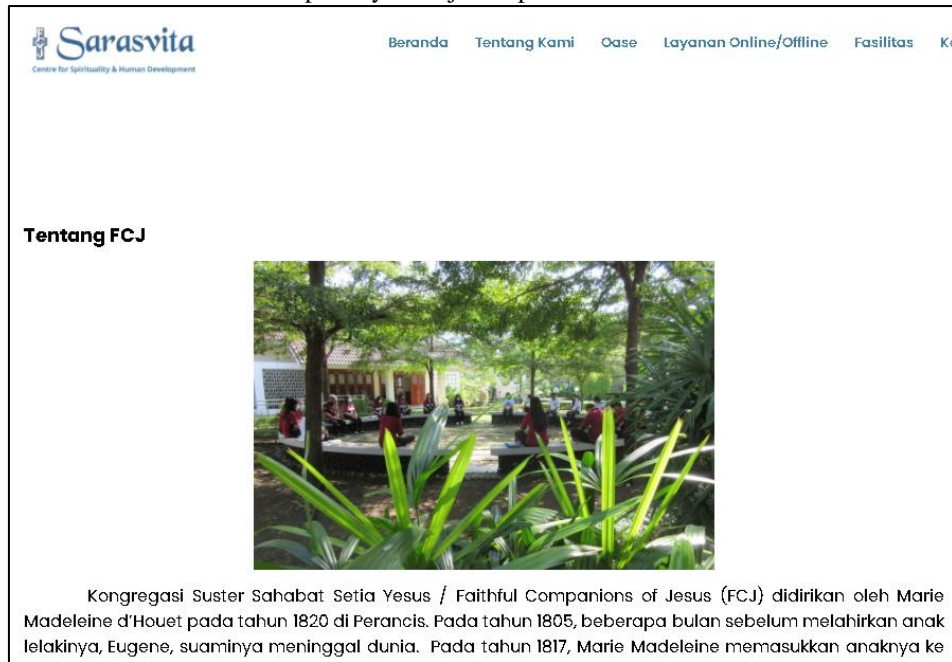 Sarasvita
Centre for Spirituality & Human Development
Beranda Tentang Kami Oase Layanan Online/Offline Fasilitas
Tentang FCJ
Kongregasi Suster Sahabat Setia Yesus / Faithful Companions of Jesus (FCJ) didirikan oleh Marie
Madeleine d'Houet pada tahun 1820 di Perancis. Pada tahun 1805, beberapa bulan sebelum melahirkan anak
lelakinya, Eugene, suaminya meninggal dunia. Pada tahun 1817, Marie Madeleine memasukkan anaknya ke